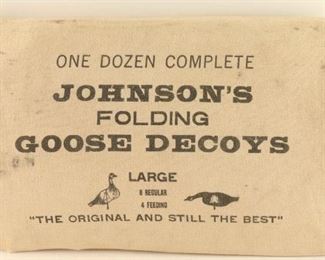 ONE DOZEN COMPLETE
JOHNSON'S
FOLDING
GOOSE DECOYS
LARGE
8 REGULAR
4 FEEDING
"THE ORIGINAL AND STILL THE BEST"